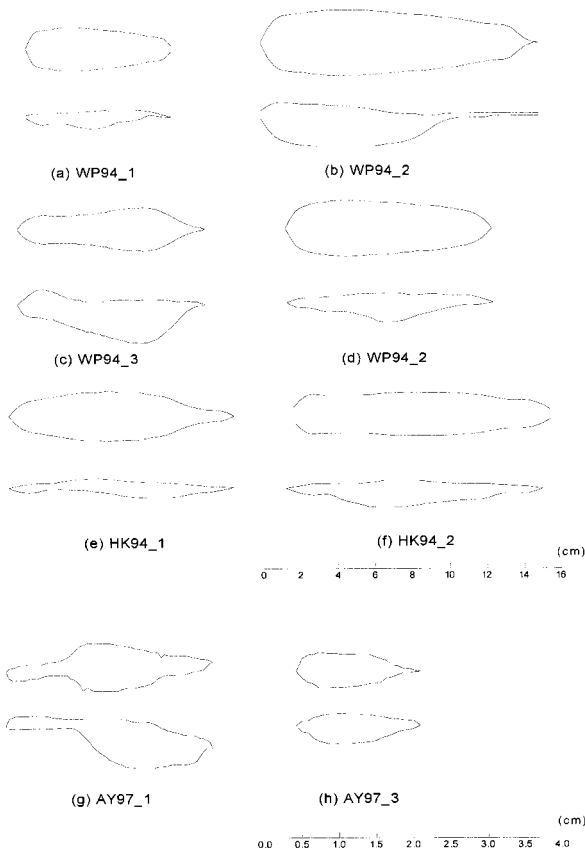 (a) WP94_1
(b) WP94_2
(c) WP94_3
(d) WP94_2
(e) HK94_1
(f) HK94_2
(cm)
0 2 4 6 8 10 12 14 16
(g) AY97_1
(h) AY97_3
(cm)
0.0 0.5 1.0 1.5 2.0 2.5 3.0 3.5 4.0